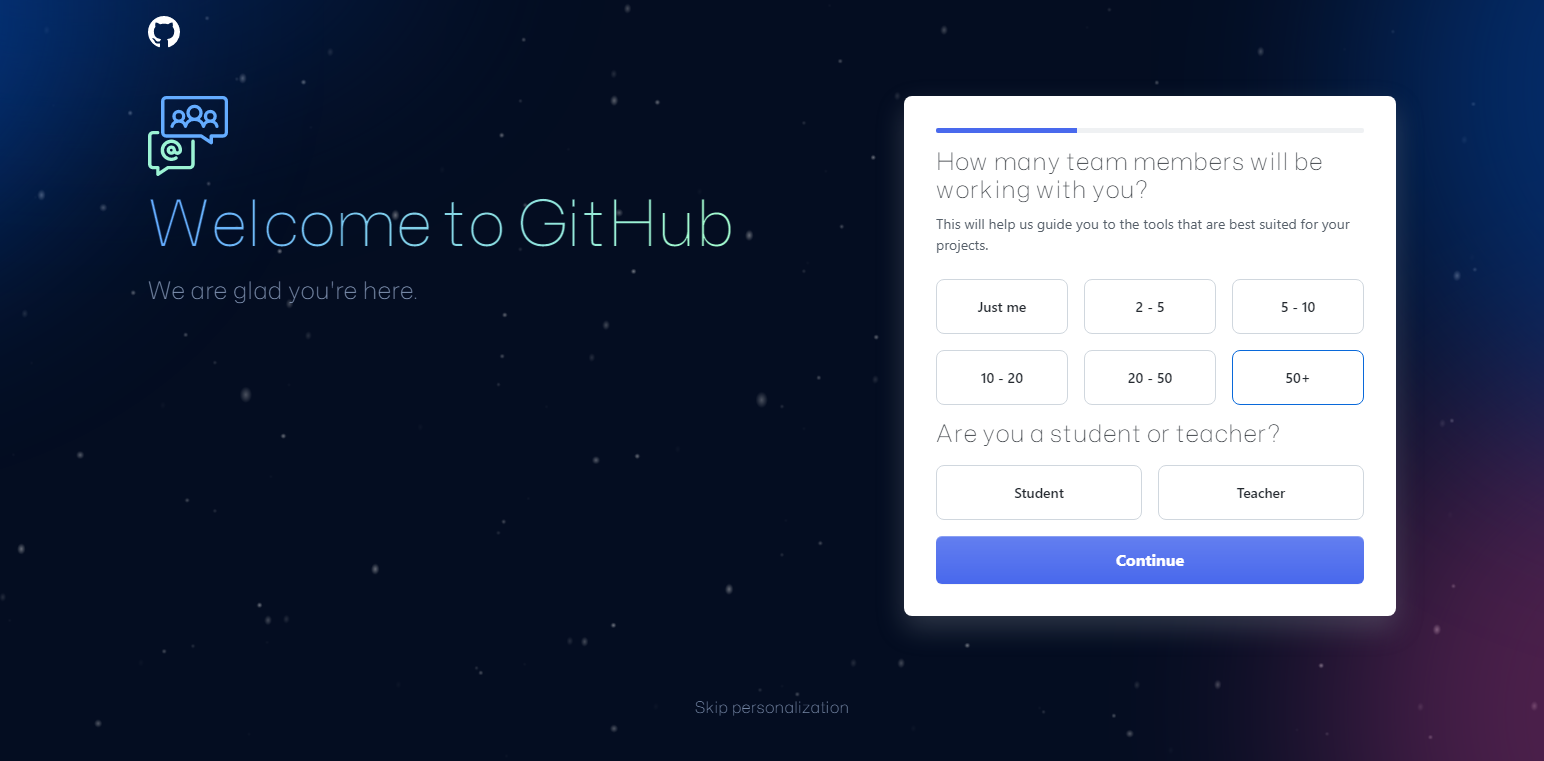 @
Welcome to GitHub
We are glad you're here.
How many team members will be
working with you?
This will help us guide you to the tools that are best suited for your
projects.
Just me
2 - 5
5 - 10
10 - 20
20 - 50
50+
Are you a student or teacher?
Student
Teacher
Continue
Skip personalization